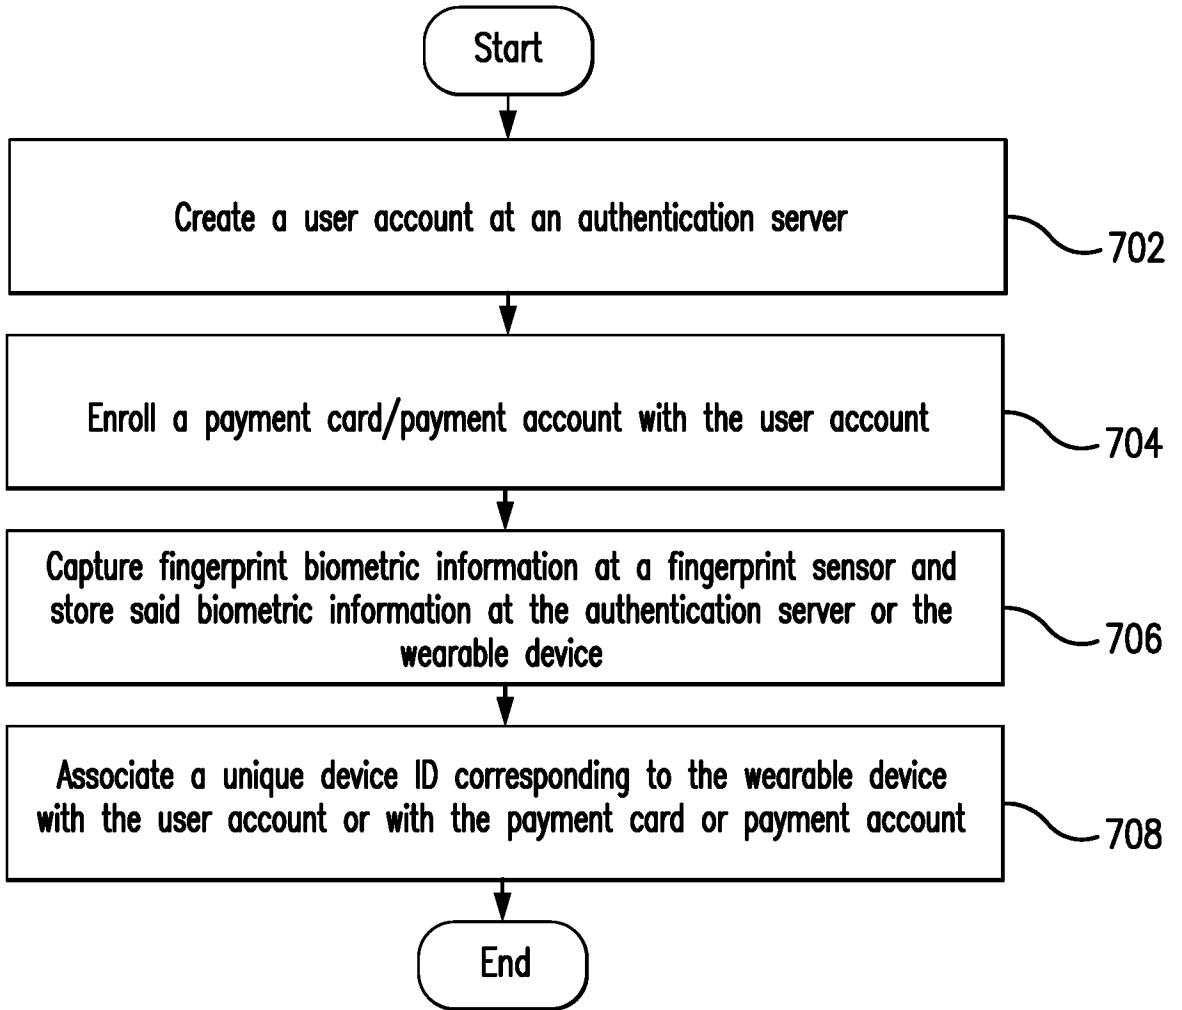 Start
Create a user account at an authentication server
702
Enroll a payment card/payment account with the user account
704
Capture fingerprint biometric information at a fingerprint sensor and
store said biometric information at the authentication server or the
wearable device
706
Associate a unique device ID corresponding to the wearable device
with the user account or with the payment card or payment account
708
End